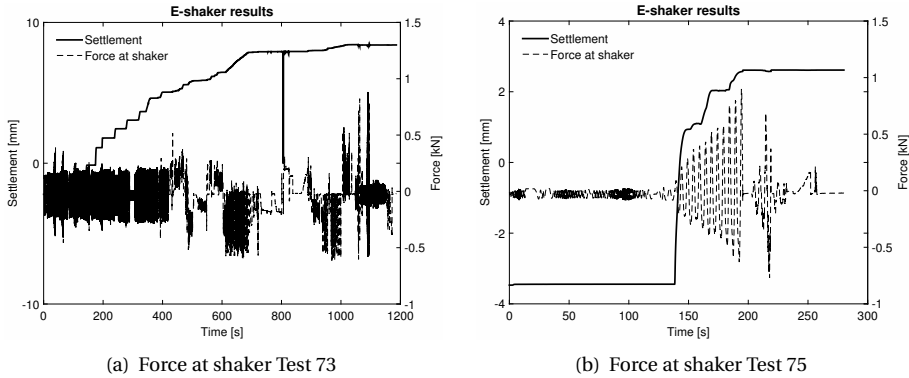 E-shaker results
Settlement
Force at shaker
10
0
-10
Settlement [mm]
1.5
1
0.5
0
-0.5
-1
Force [kN]
0 200 400 600 800 1000 1200
Time [s]
(a) Force at shaker Test 73
E-shaker results
Settlement
Force at shaker
4
2
0
-2
-4
Settlement [mm]
1.5
1
0.5
0
-0.5
-1
Force [kN]
0 50 100 150 200 250 300
Time [s]
(b) Force at shaker Test 75